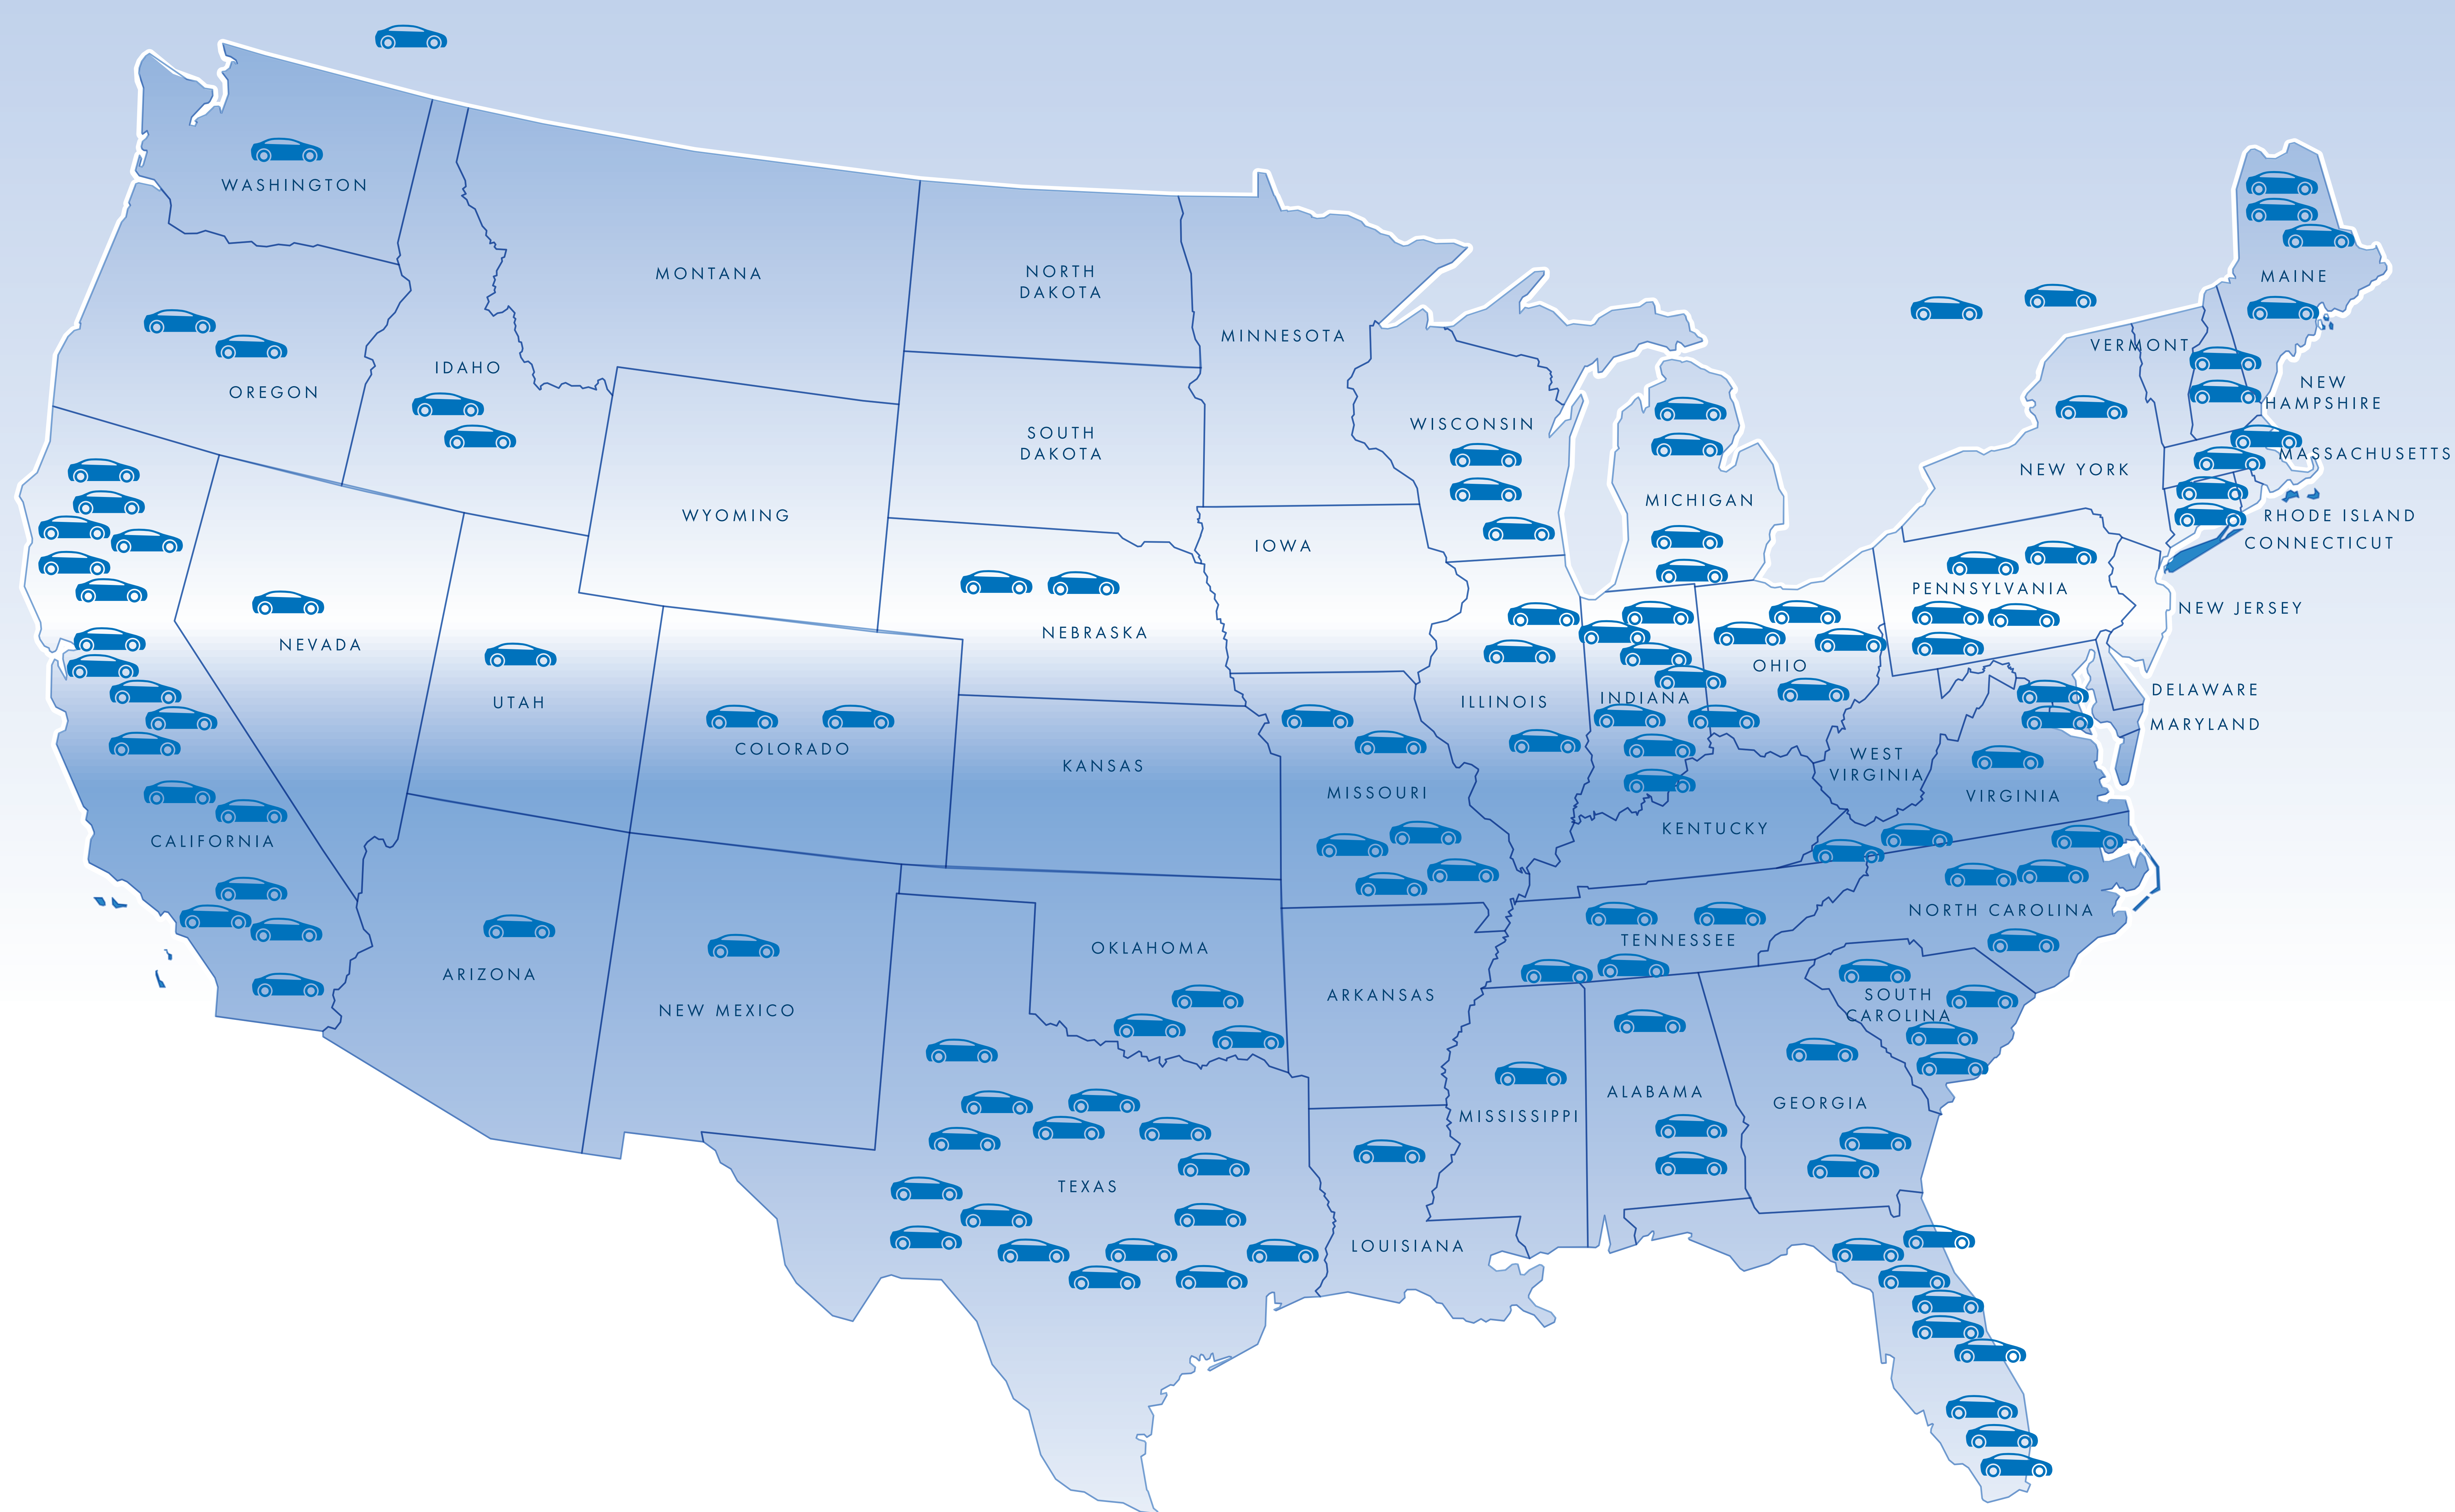 WASHINGTON
MONTANA
NORTH
DAKOTA
MINNESOTA
MAINE
VERMONT
IDAHO
OREGON
NEW
HAMPSHIRE
WISCONSIN
SOUTH
DAKOTA
MASSACHUSETTS
NEW YORK
MICHIGAN
WYOMING
RHODE ISLAND
IOWA
CONNECTICUT
PENNSYLVANIA
NEW JERSEY
NEBRASKA
NEVADA
OHIO
DELAWARE
INDIANA
UTAH
ILLINOIS
MARYLAND
COLORADO
WEST
VIRGINIA
KANSAS
MISSOURI
VIRGINIA
KENTUCKY
CALIFORNIA
NORTH CAROLINA
TENNESSEE
OKLAHOMA
ARIZONA
ARKANSAS
SOUTH
CAROLINA
NEW MEXICO
ALABAMA
GEORGIA
MISSISSIPPI
TEXAS
LOUISIANA